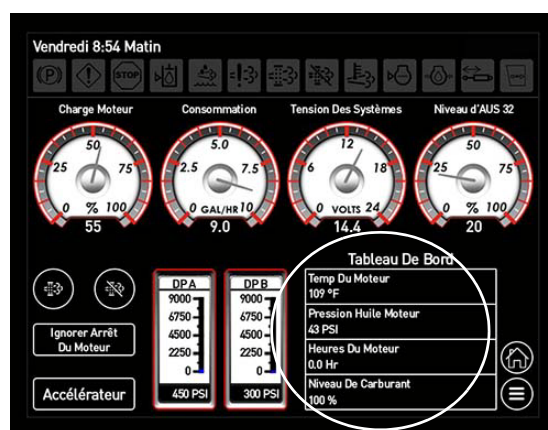 Vendredi 8:54 Matin
(P) STOP
Charge Moteur Consommation Tension Des Systèmes Niveau d'AUS 32
50 5.0 12 50
25 75 2.5 7.5 6 18 25 75
0 % 100 0 GAL/HR 10 0 VOLTS 24 0 % 100
55 9.0 14.4 20
Tableau De Bord
DP A DP B
9000 9000
6750 6750
4500 4500
2250 2250
0 0
450 PSI 300 PSI
Temp Du Moteur
109 °F
Pression Huile Moteur
43 PSI
Heures Du Moteur
0.0 Hr
Niveau De Carburant
100 %
Ignorer Arrêt
Du Moteur
Accélérateur